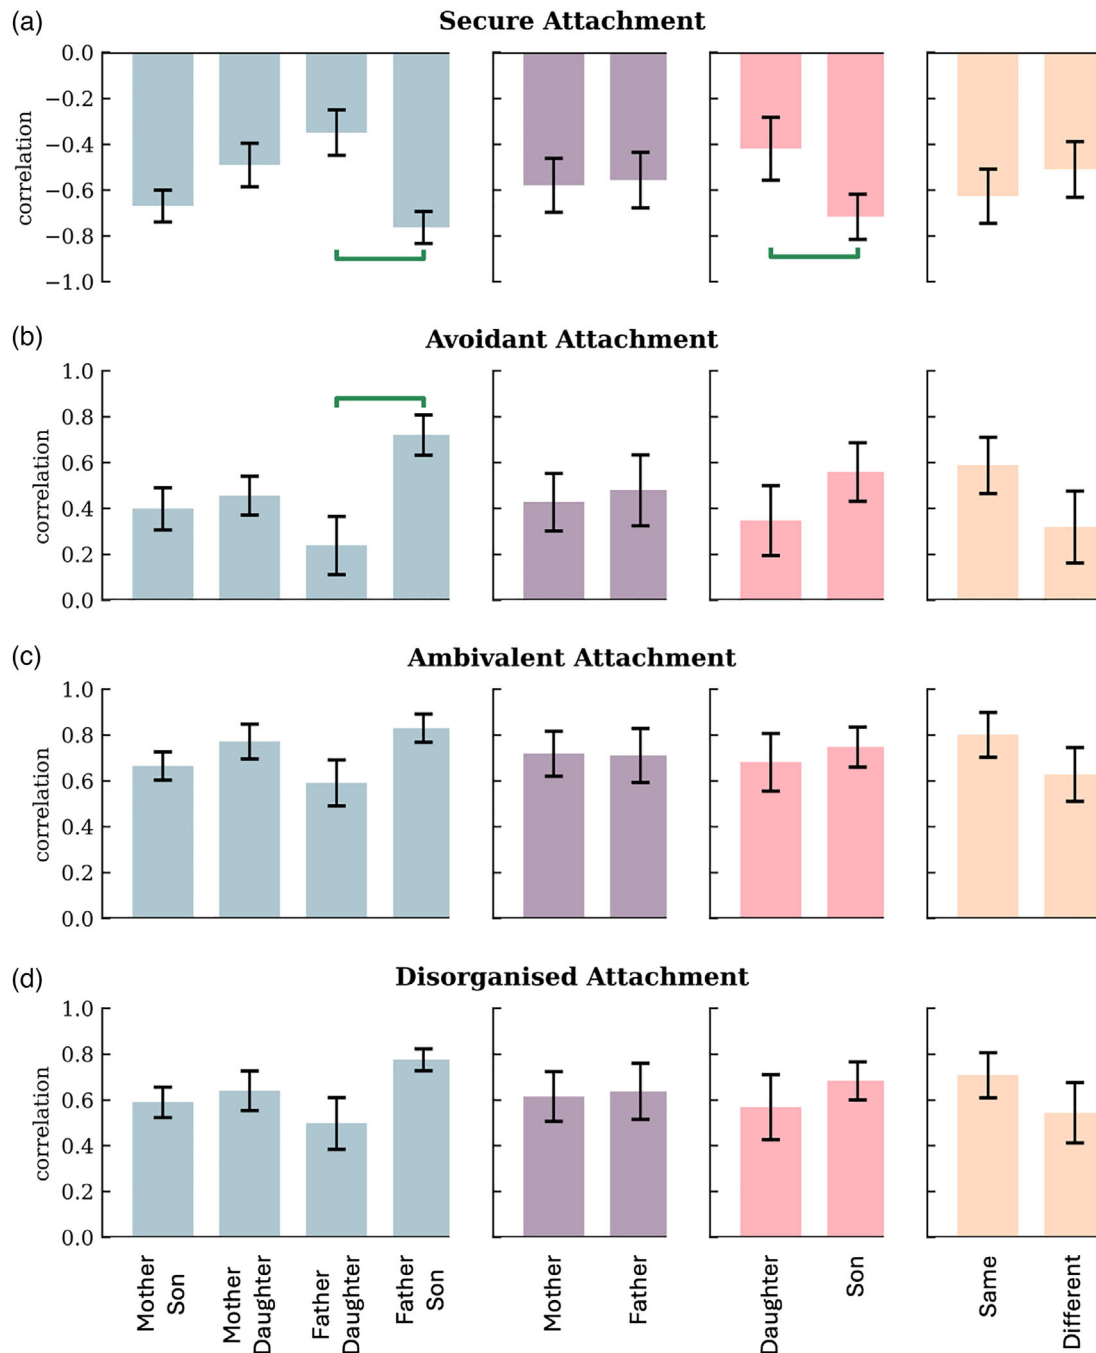 (a)
Secure Attachment
0.0
−0.2
−0.4
−0.6
−0.8
−1.0
correlation
(b)
Avoidant Attachment
1.0
0.8
0.6
0.4
0.2
0.0
correlation
(c)
Ambivalent Attachment
1.0
0.8
0.6
0.4
0.2
0.0
correlation
(d)
Disorganised Attachment
1.0
0.8
0.6
0.4
0.2
0.0
correlation
Mother
Son
Mother
Daughter
Father
Daughter
Father
Son
Mother
Father
Daughter
Son
Same
Different